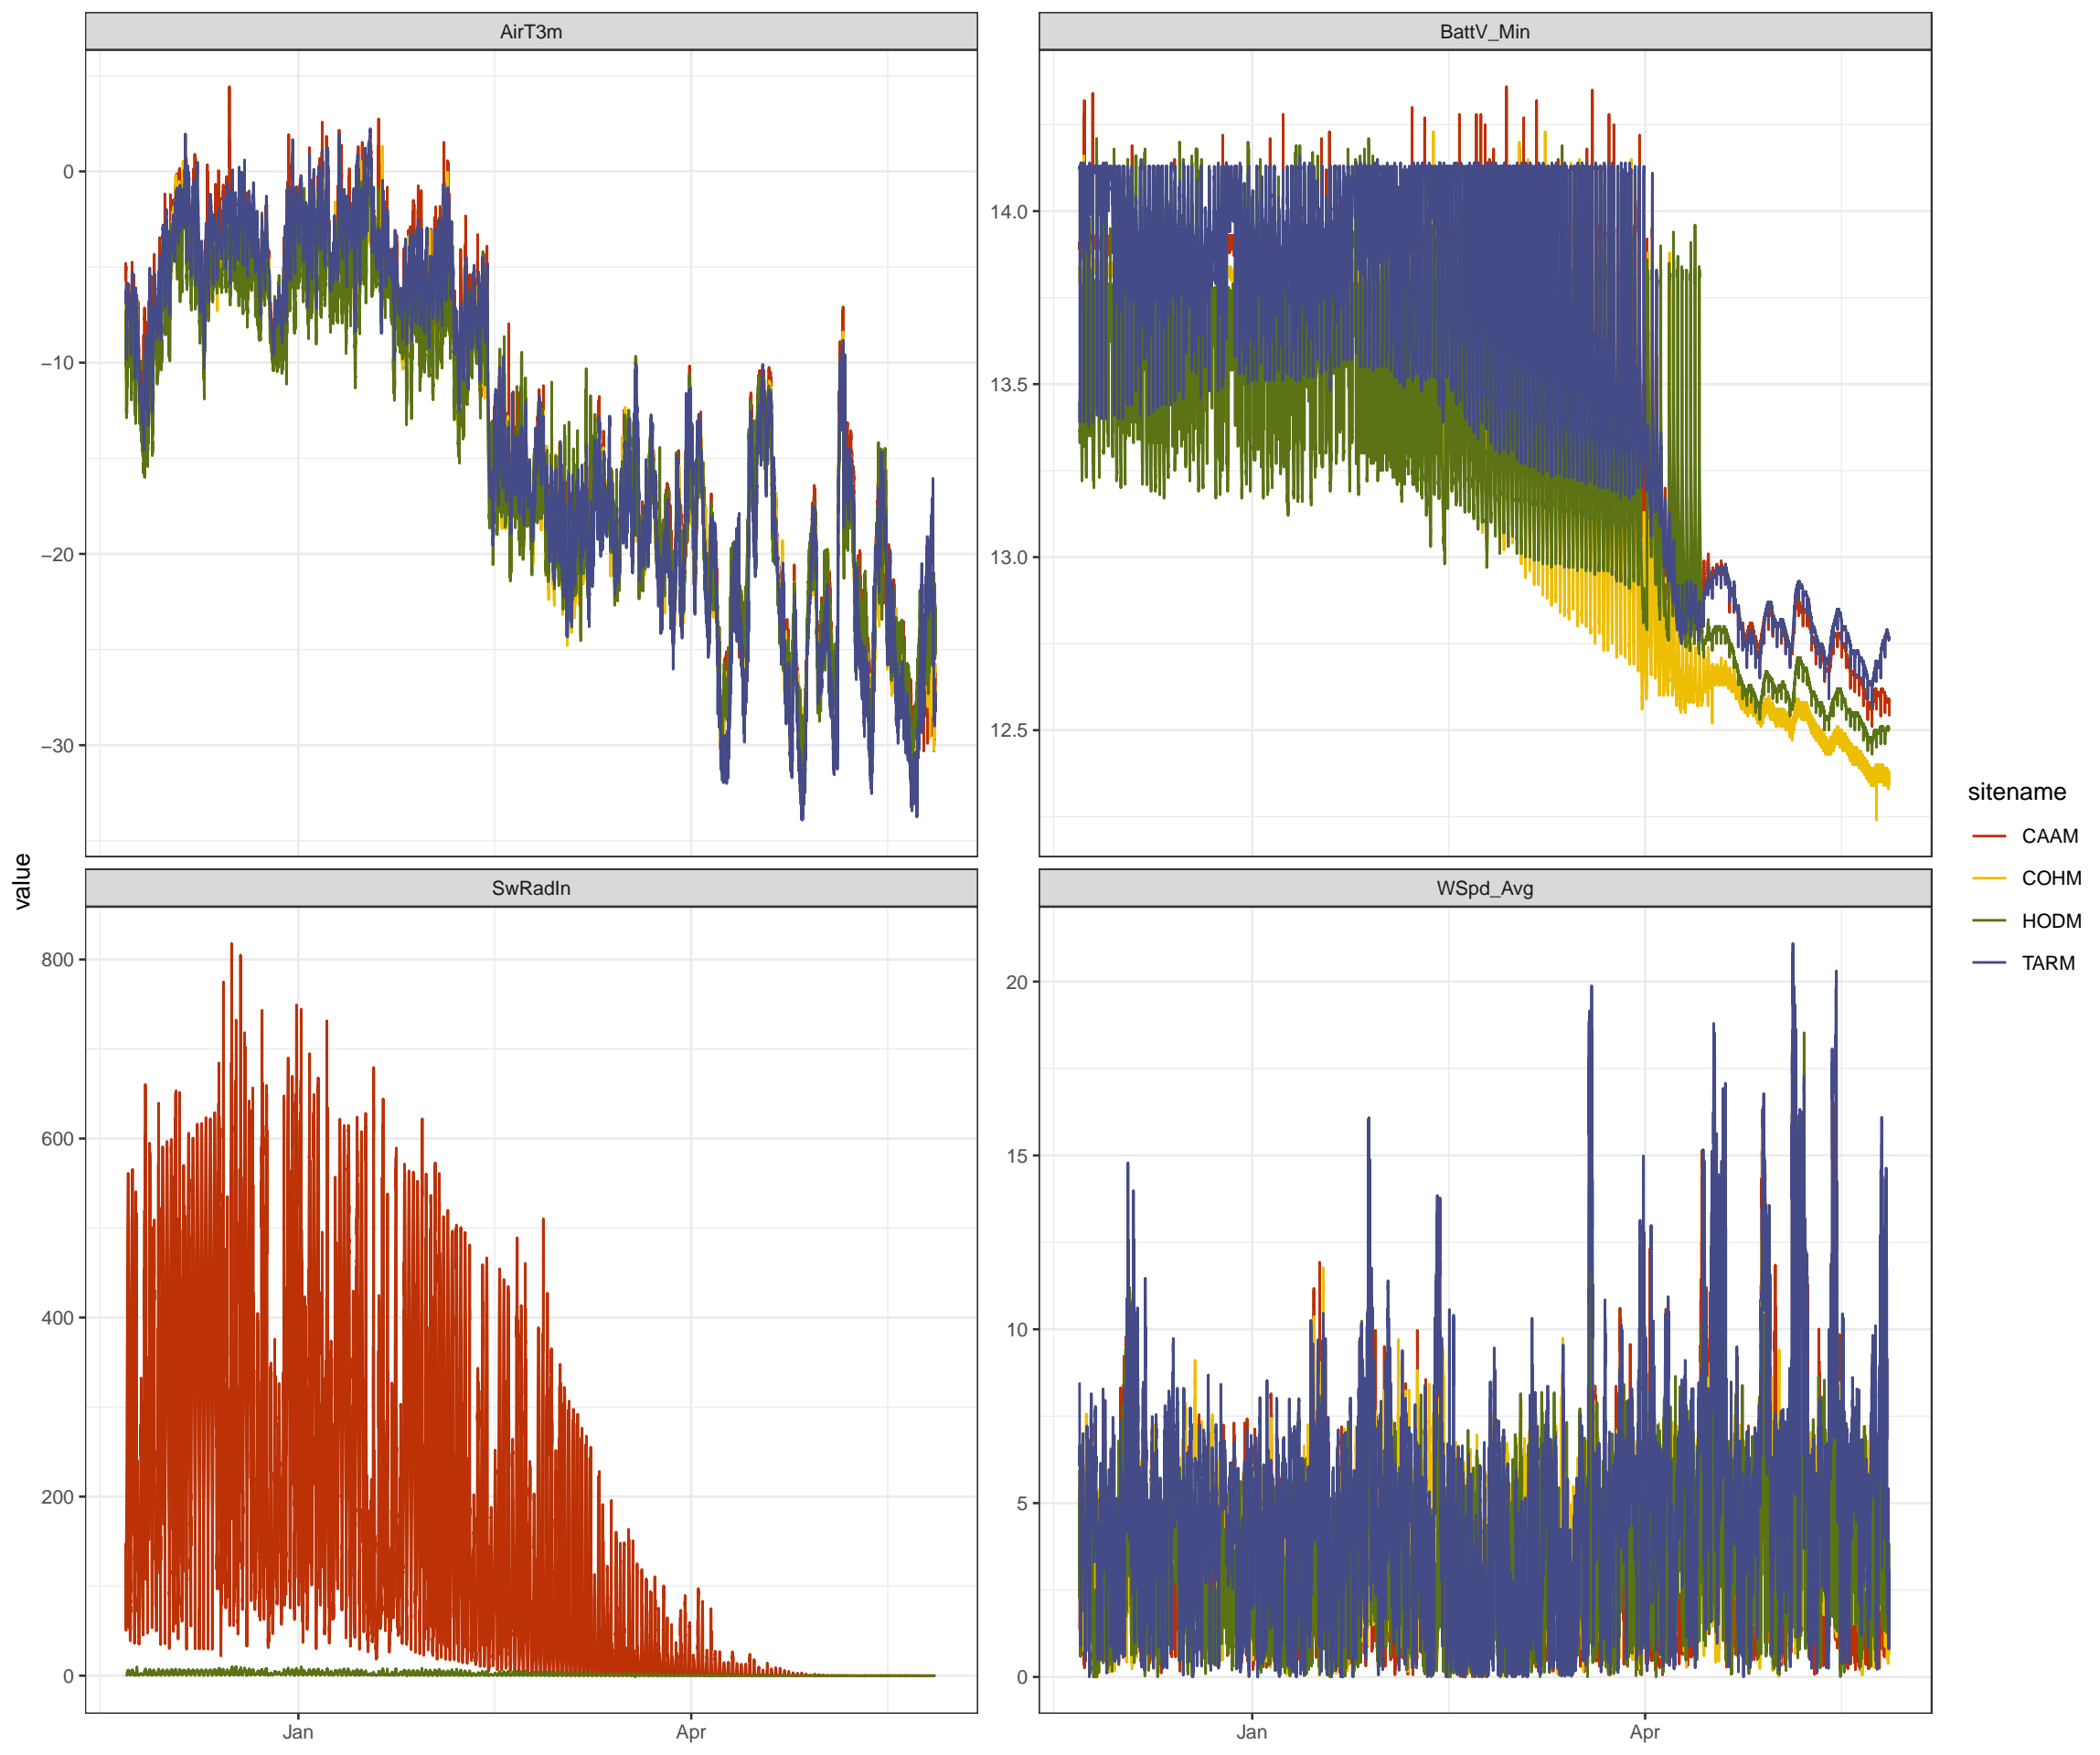 AirT3m
BattV_Min
0
−10
−20
−30
14.0
13.5
13.0
12.5
SwRadIn
WSpd_Avg
800
600
400
200
0
20
15
10
5
0
Jan
Apr
Jan
Apr
value
sitename
CAAM
COHM
HODM
TARM